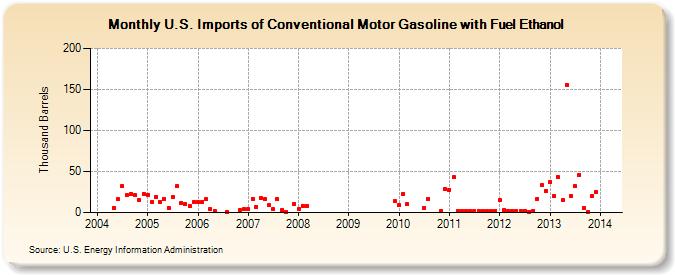 Monthly U.S. Imports of Conventional Motor Gasoline with Fuel Ethanol
Thousand Barrels
200
150
100
50
0
2004 2005 2006 2007 2008 2009 2010 2011 2012 2013 2014
Source: U.S. Energy Information Administration